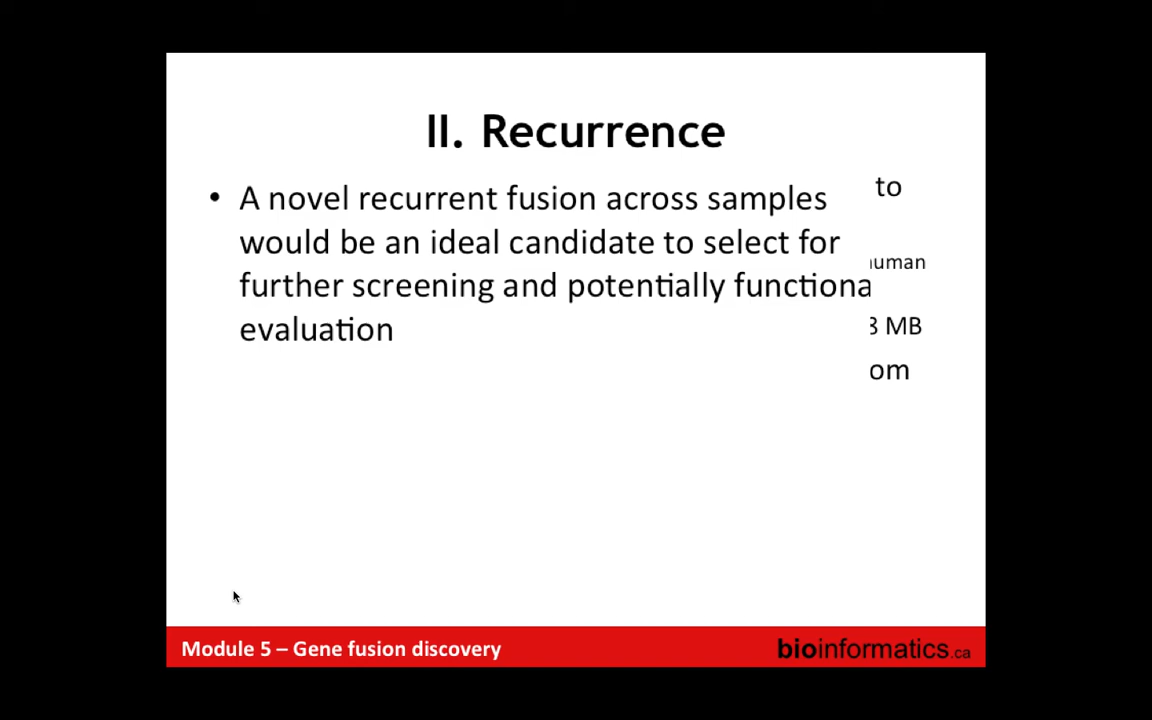 II. Recurrence
• A novel recurrent fusion across samples
would be an ideal candidate to select for
further screening and potentially functiona
evaluation
to
uman
3 MB
om
Module 5 – Gene fusion discovery
bioinformatics.ca